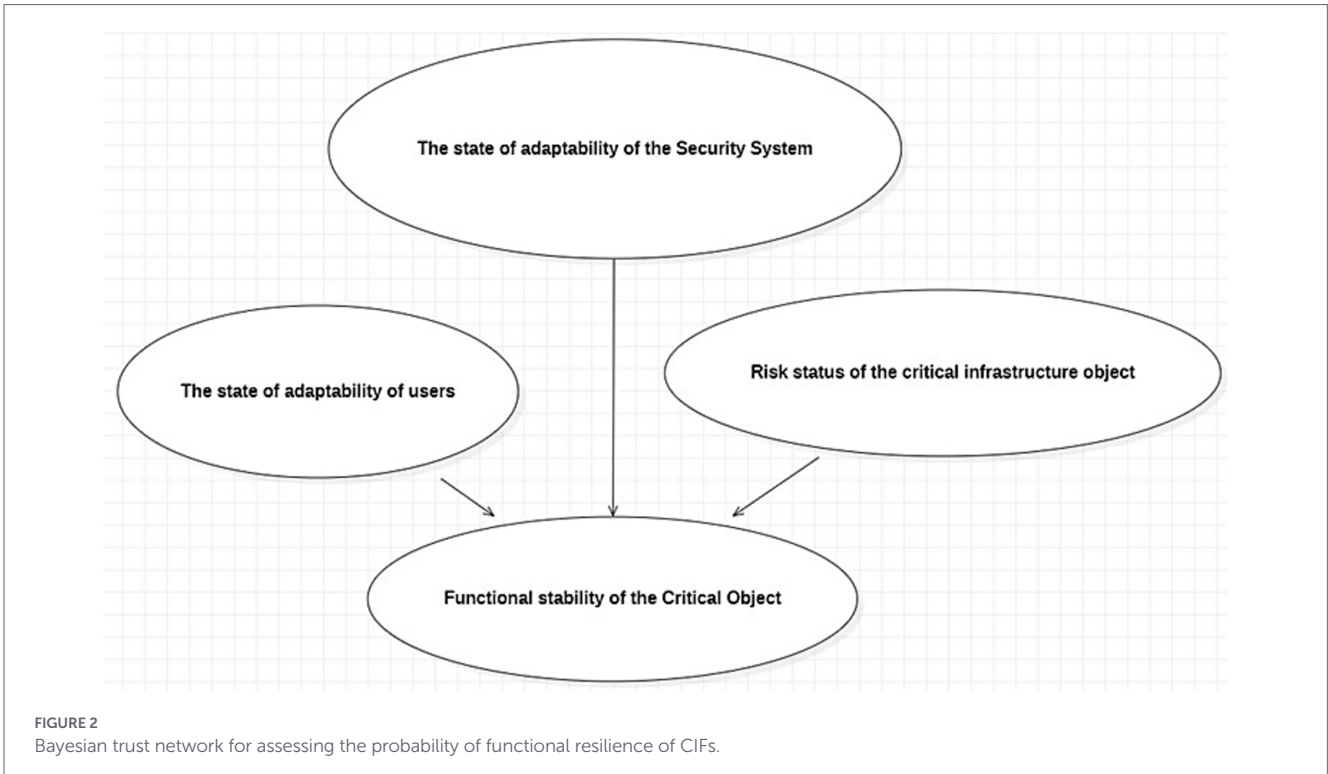 The state of adaptability of the Security System
The state of adaptability of users
Risk status of the critical infrastructure object
Functional stability of the Critical Object
FIGURE 2
Bayesian trust network for assessing the probability of functional resilience of CIFs.